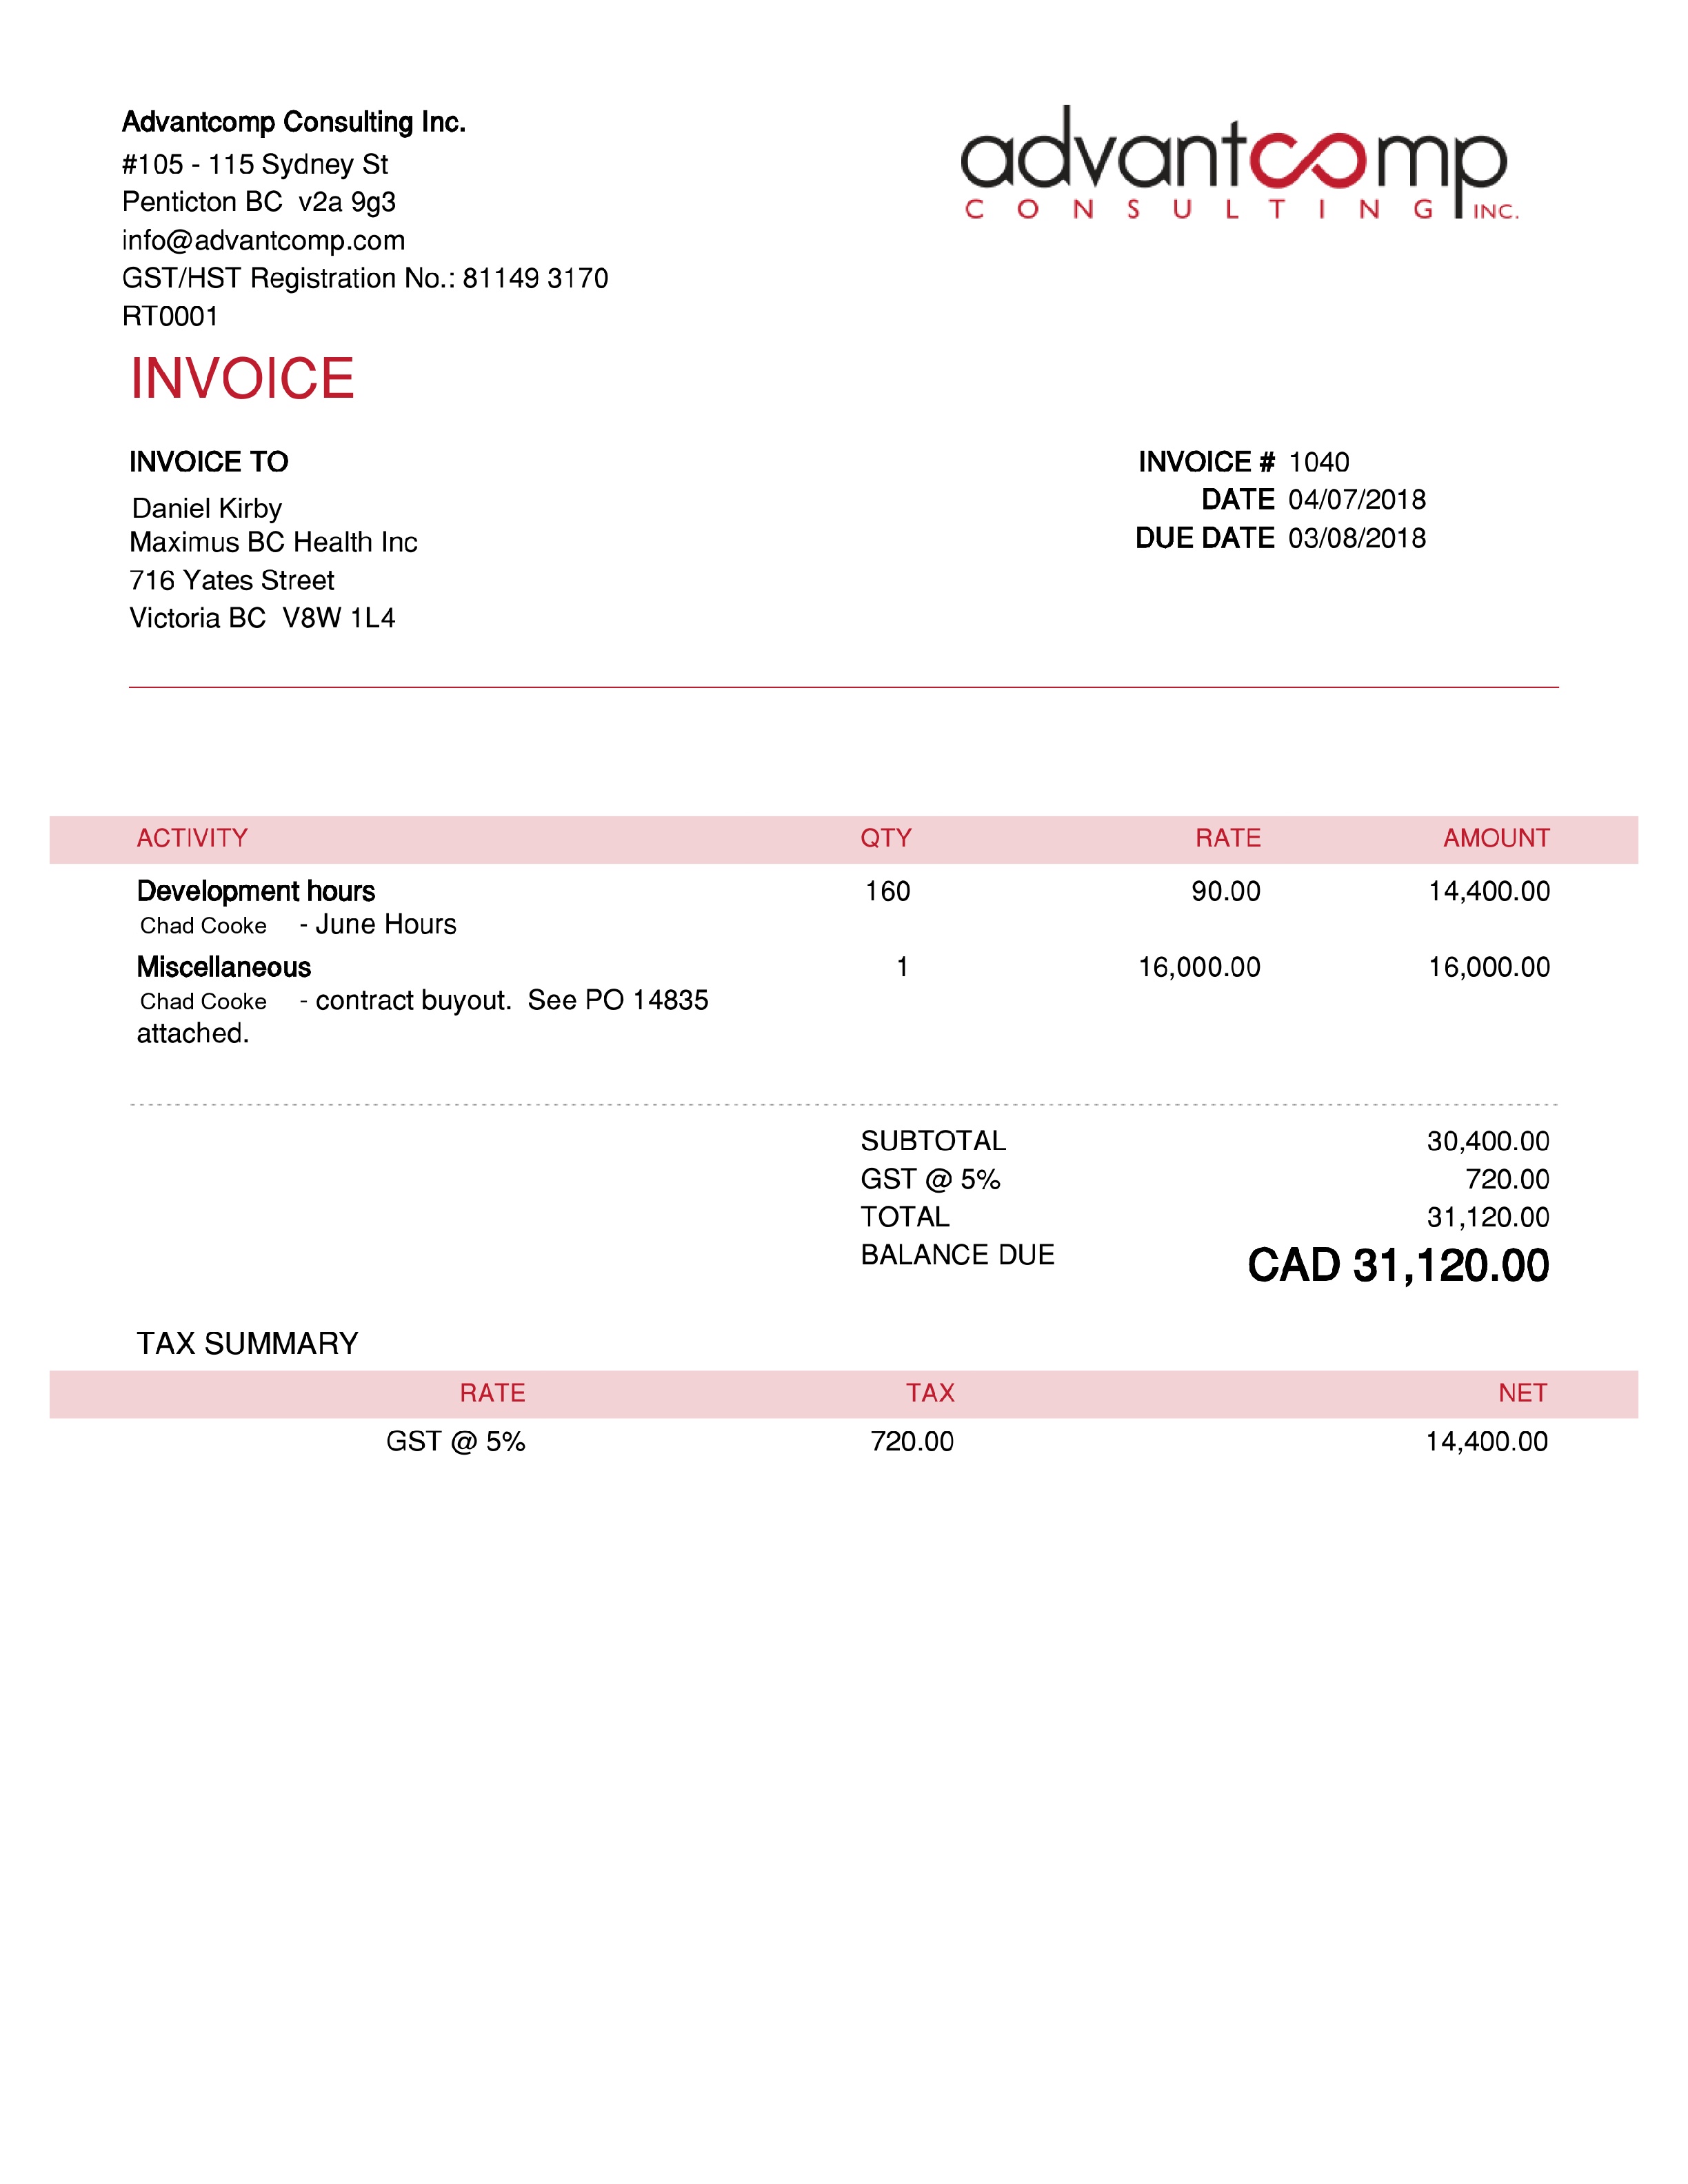 Advantcomp Consulting Inc.
#105 - 115 Sydney St
Penticton BC  v2a 9g3
info@advantcomp.com
GST/HST Registration No.: 81149 3170
RT0001
advantcomp
CONSULTING INC.
INVOICE
INVOICE TO
Daniel Kirby
Maximus BC Health Inc
716 Yates Street
Victoria BC  V8W 1L4
INVOICE # 1040
DATE 04/07/2018
DUE DATE 03/08/2018
ACTIVITY QTY RATE AMOUNT
Development hours 160 90.00 14,400.00
Chad Cooke - June Hours
Miscellaneous 1 16,000.00 16,000.00
Chad Cooke - contract buyout.  See PO 14835
attached.
SUBTOTAL 30,400.00
GST @ 5% 720.00
TOTAL 31,120.00
BALANCE DUE CAD 31,120.00
TAX SUMMARY
RATE TAX NET
GST @ 5% 720.00 14,400.00